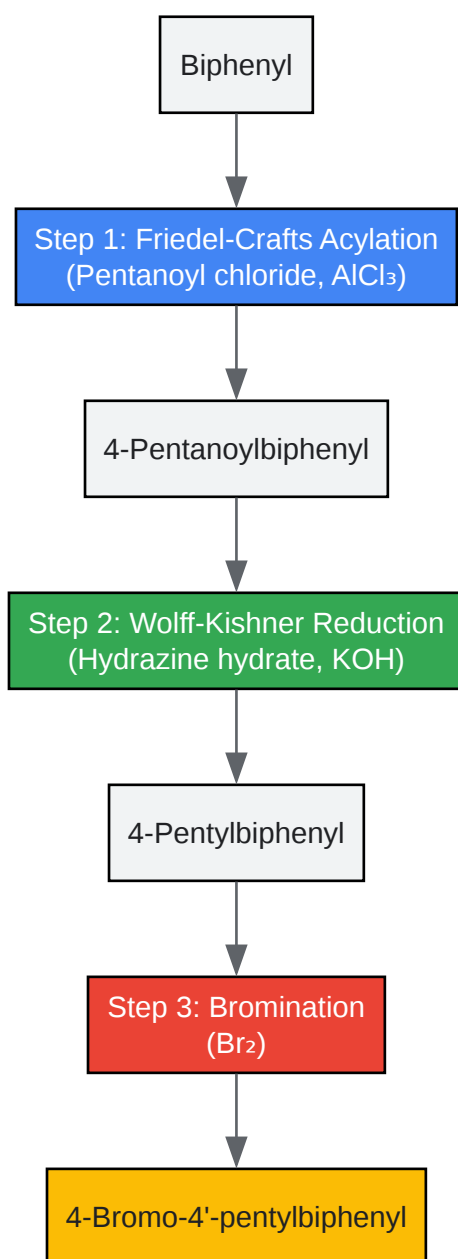 Biphenyl
Step 1: Friedel-Crafts Acylation
(Pentanoyl chloride, AlCl₃)
4-Pentanoylbiphenyl
Step 2: Wolff-Kishner Reduction
(Hydrazine hydrate, KOH)
4-Pentylbiphenyl
Step 3: Bromination
(Br₂)
4-Bromo-4'-pentylbiphenyl